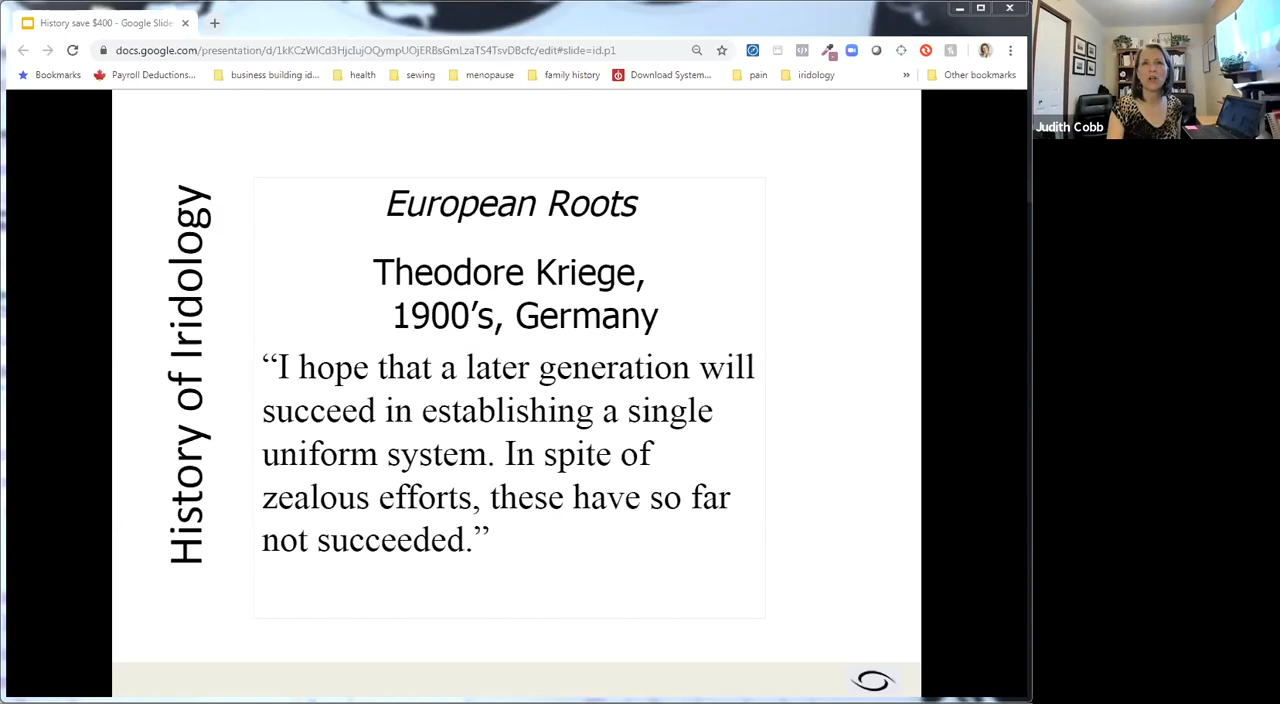 History save $400 - Google Slide
docs.google.com/presentation/d/1kKCzWlCd3HjcIujOQympUOjERBsGmLzaTS4TsvDBcfc/edit#slide=id.p1
Bookmarks
Payroll Deductions...
business building id...
health
sewing
menopause
family history
Download System...
pain
iridology
»
Other bookmarks
Judith Cobb
History of Iridology
European Roots
Theodore Kriege,
1900’s, Germany
“I hope that a later generation will
succeed in establishing a single
uniform system. In spite of
zealous efforts, these have so far
not succeeded.”